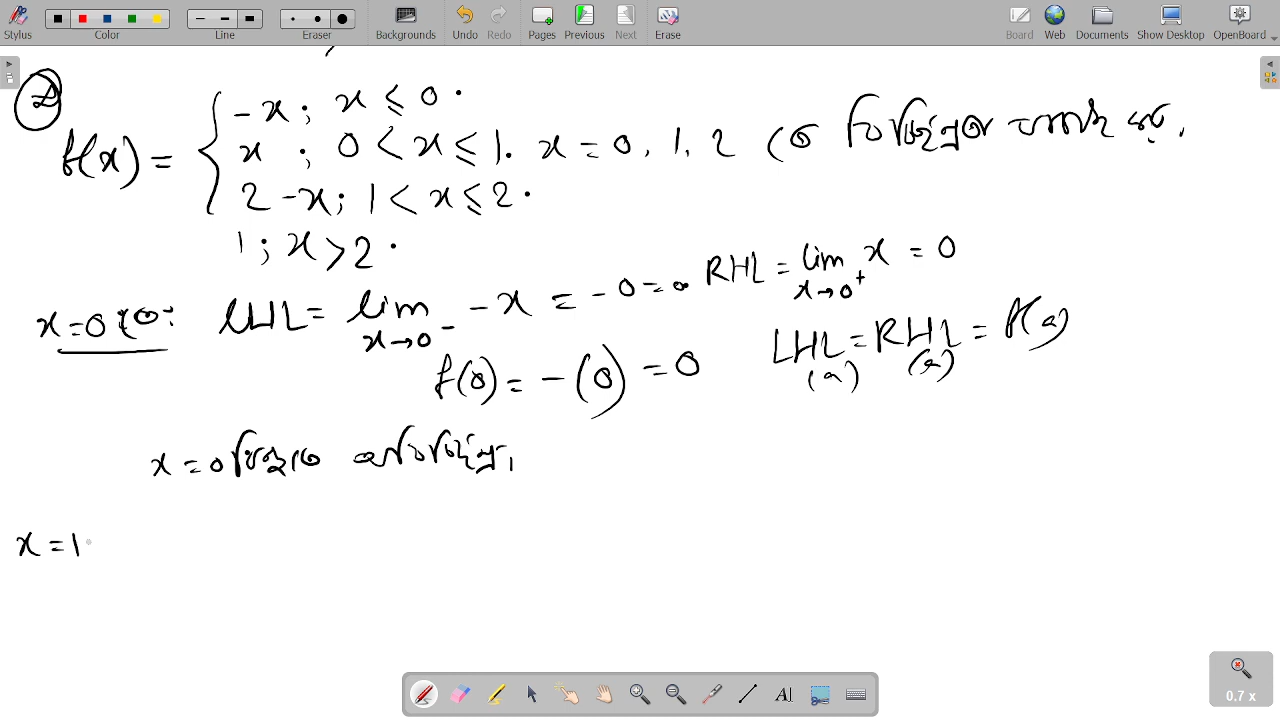 Stylus Color Line Eraser Backgrounds Undo Redo Pages Previous Next Erase Board Web Documents Show Desktop OpenBoard
②
f(x) = { -x ; x ≤ 0 .
x ; 0 < x ≤ 1. x = 0, 1, 2
2 - x ; 1 < x ≤ 2 .
1 ; x > 2 .
x = 0 তে: LHL = lim x→0- -x = -0 = 0 RHL = lim x→0+ x = 0
f(0) = -(0) = 0 LHL(a) = RHL(a) = f(a)
x = 0 বিন্দুতে অবিচ্ছিন্ন।
x = 1
0.7 x